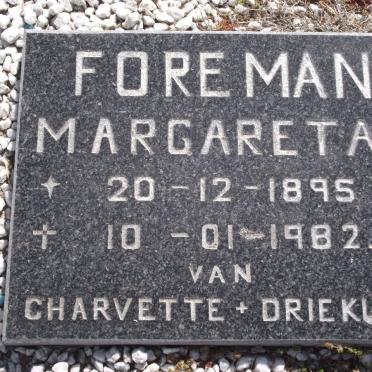 FOREMAN
MARGARETA
20-12-1895
10-01-1982.
VAN
CHARVETTE + DRIEKU